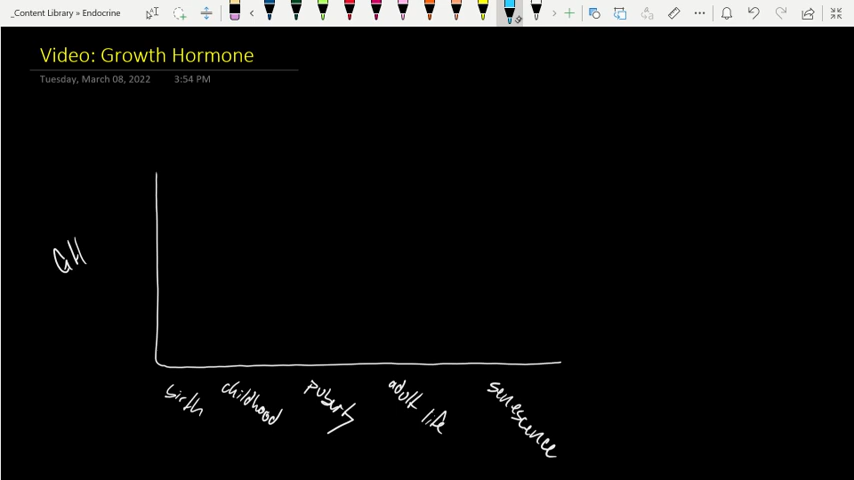 _Content Library » Endocrine
Video: Growth Hormone
Tuesday, March 08, 2022 3:54 PM
GH
birth childhood puberty adult life senescence